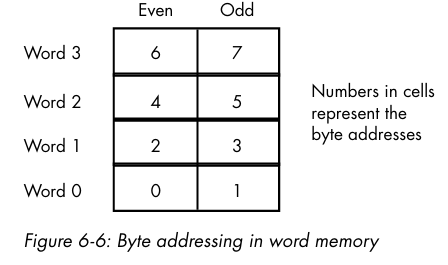 Even Odd
Word 3 6 7
Word 2 4 5
Word 1 2 3
Word 0 0 1
Numbers in cells
represent the
byte addresses
Figure 6-6: Byte addressing in word memory